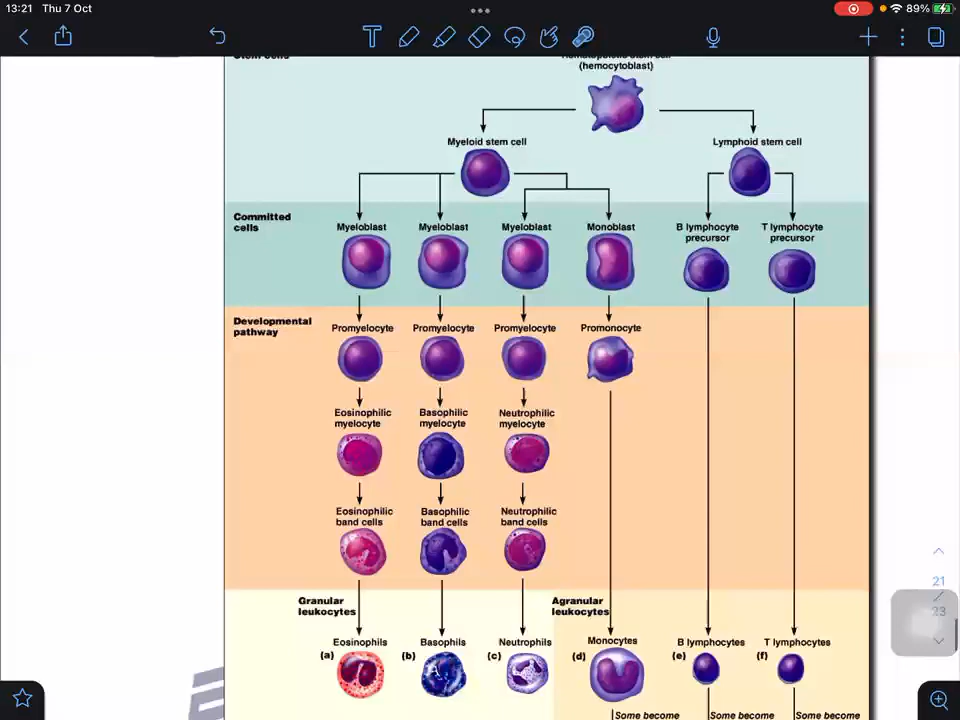 13:21 Thu 7 Oct
89%
(hemocytoblast)
Myeloid stem cell
Lymphoid stem cell
Committed
cells
Myeloblast
Myeloblast
Myeloblast
Monoblast
B lymphocyte
precursor
T lymphocyte
precursor
Developmental
pathway
Promyelocyte
Promyelocyte
Promyelocyte
Promonocyte
Eosinophilic
myelocyte
Basophilic
myelocyte
Neutrophilic
myelocyte
Eosinophilic
band cells
Basophilic
band cells
Neutrophilic
band cells
21
/
23
Granular
leukocytes
Agranular
leukocytes
Eosinophils
Basophils
Neutrophils
Monocytes
B lymphocytes
T lymphocytes
(a)
(b)
(c)
(d)
(e)
(f)
Some become
Some become
Some become